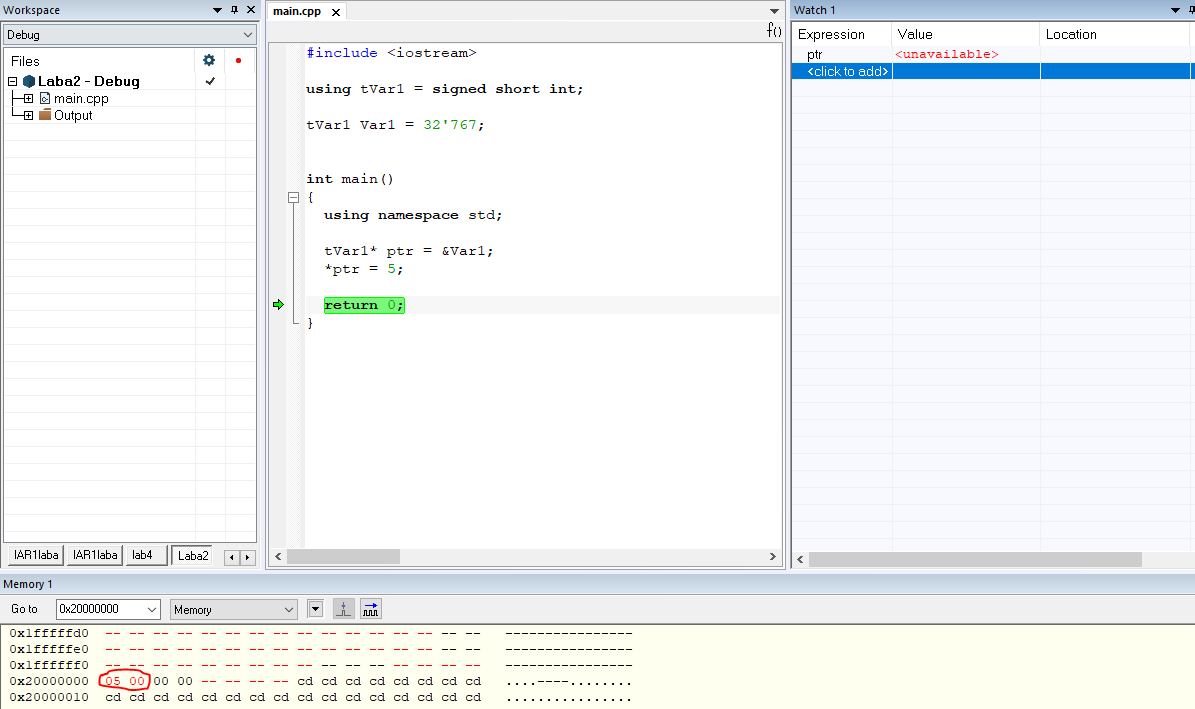 Workspace
Debug
Files
Laba2 - Debug
main.cpp
Output
IAR1laba IAR1laba lab4 Laba2
main.cpp
f()
#include <iostream>
using tVar1 = signed short int;
tVar1 Var1 = 32'767;
int main()
{
using namespace std;
tVar1* ptr = &Var1;
*ptr = 5;
return 0;
}
Watch 1
Expression Value Location
ptr <unavailable>
<click to add>
Memory 1
Go to 0x20000000 Memory
0x1fffffd0 -- -- -- -- -- -- -- -- -- -- -- -- -- -- -- -- ----------------
0x1fffffe0 -- -- -- -- -- -- -- -- -- -- -- -- -- -- -- -- ----------------
0x1ffffff0 -- -- -- -- -- -- -- -- -- -- -- -- -- -- -- -- ----------------
0x20000000 05 00 00 00 -- -- -- -- cd cd cd cd cd cd cd cd ....----........
0x20000010 cd cd cd cd cd cd cd cd cd cd cd cd cd cd cd cd ................